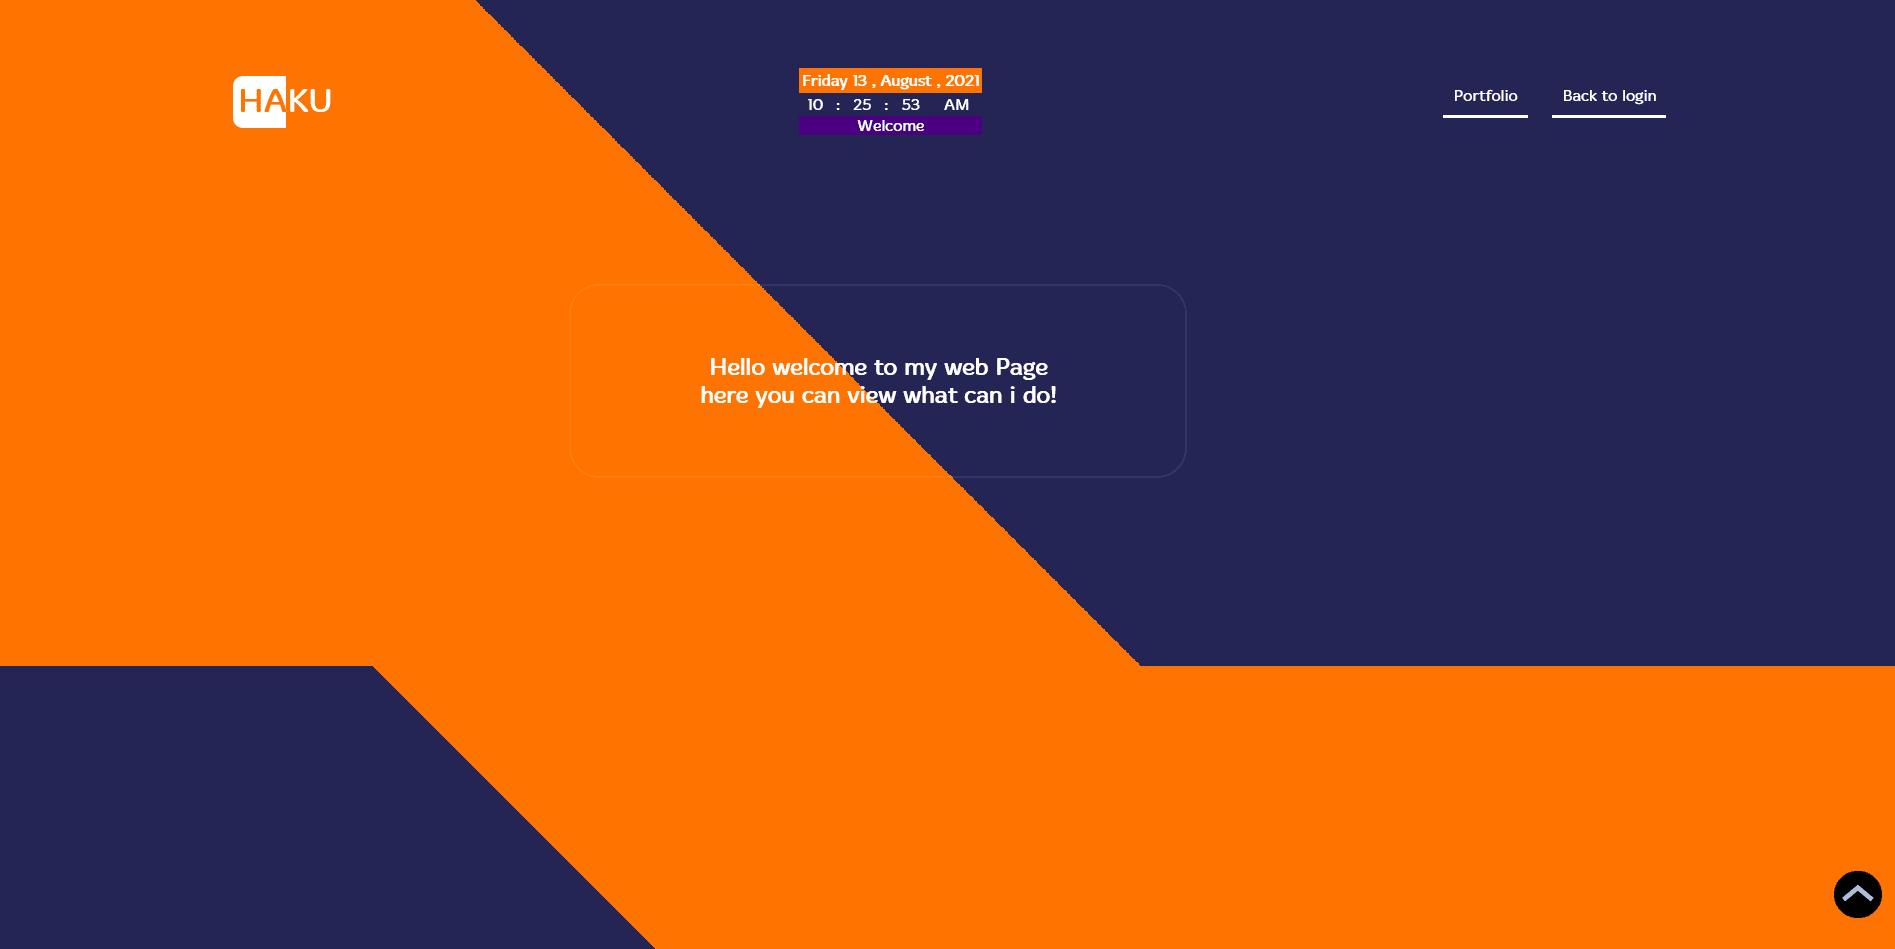 HAKU
Friday 13 , August , 2021
10 : 25 : 53 AM
Welcome
Portfolio
Back to login
Hello welcome to my web Page
here you can view what can i do!